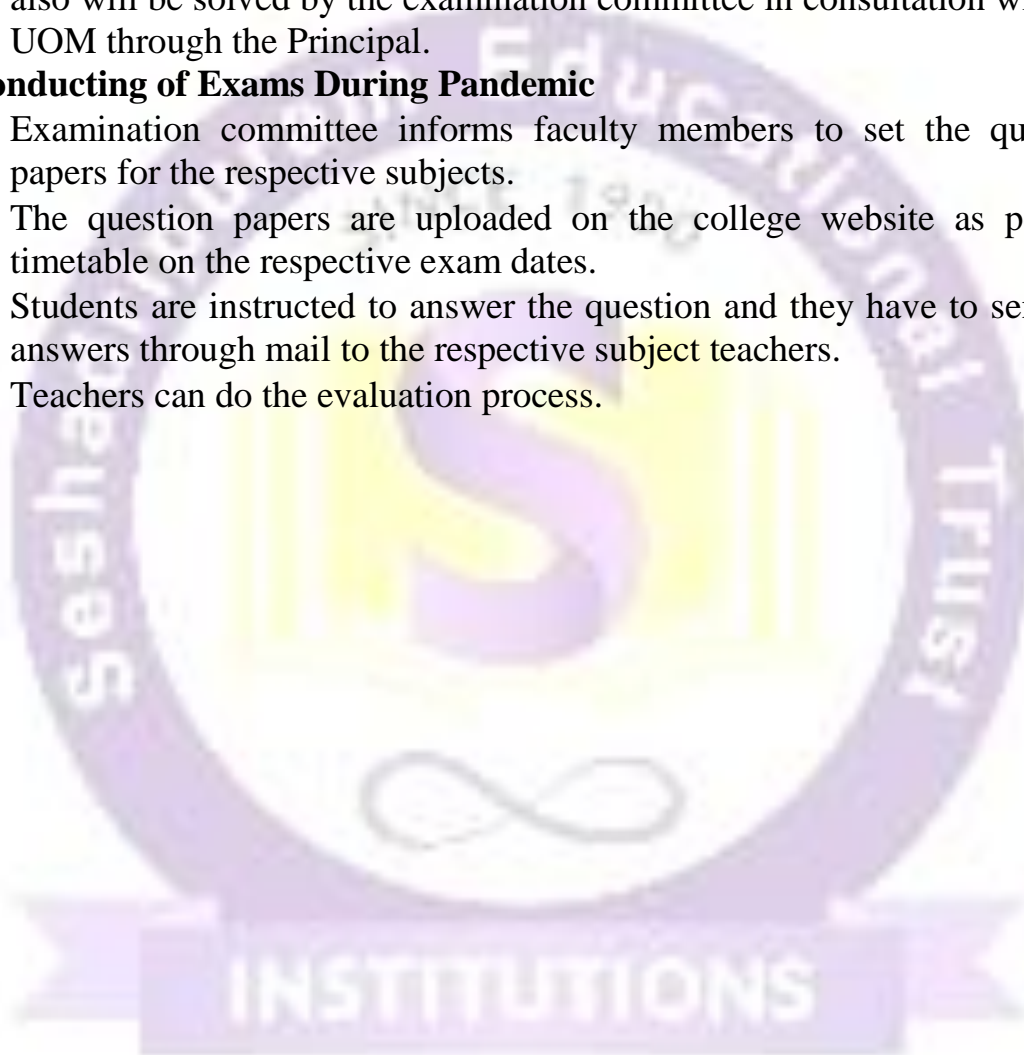 also will be solved by the examination committee in consultation wi
UOM through the Principal.
onducting of Exams During Pandemic
Examination committee informs faculty members to set the qu
papers for the respective subjects.
The question papers are uploaded on the college website as p
timetable on the respective exam dates.
Students are instructed to answer the question and they have to se
answers through mail to the respective subject teachers.
Teachers can do the evaluation process.
Educational Trust
INSTITUTIONS